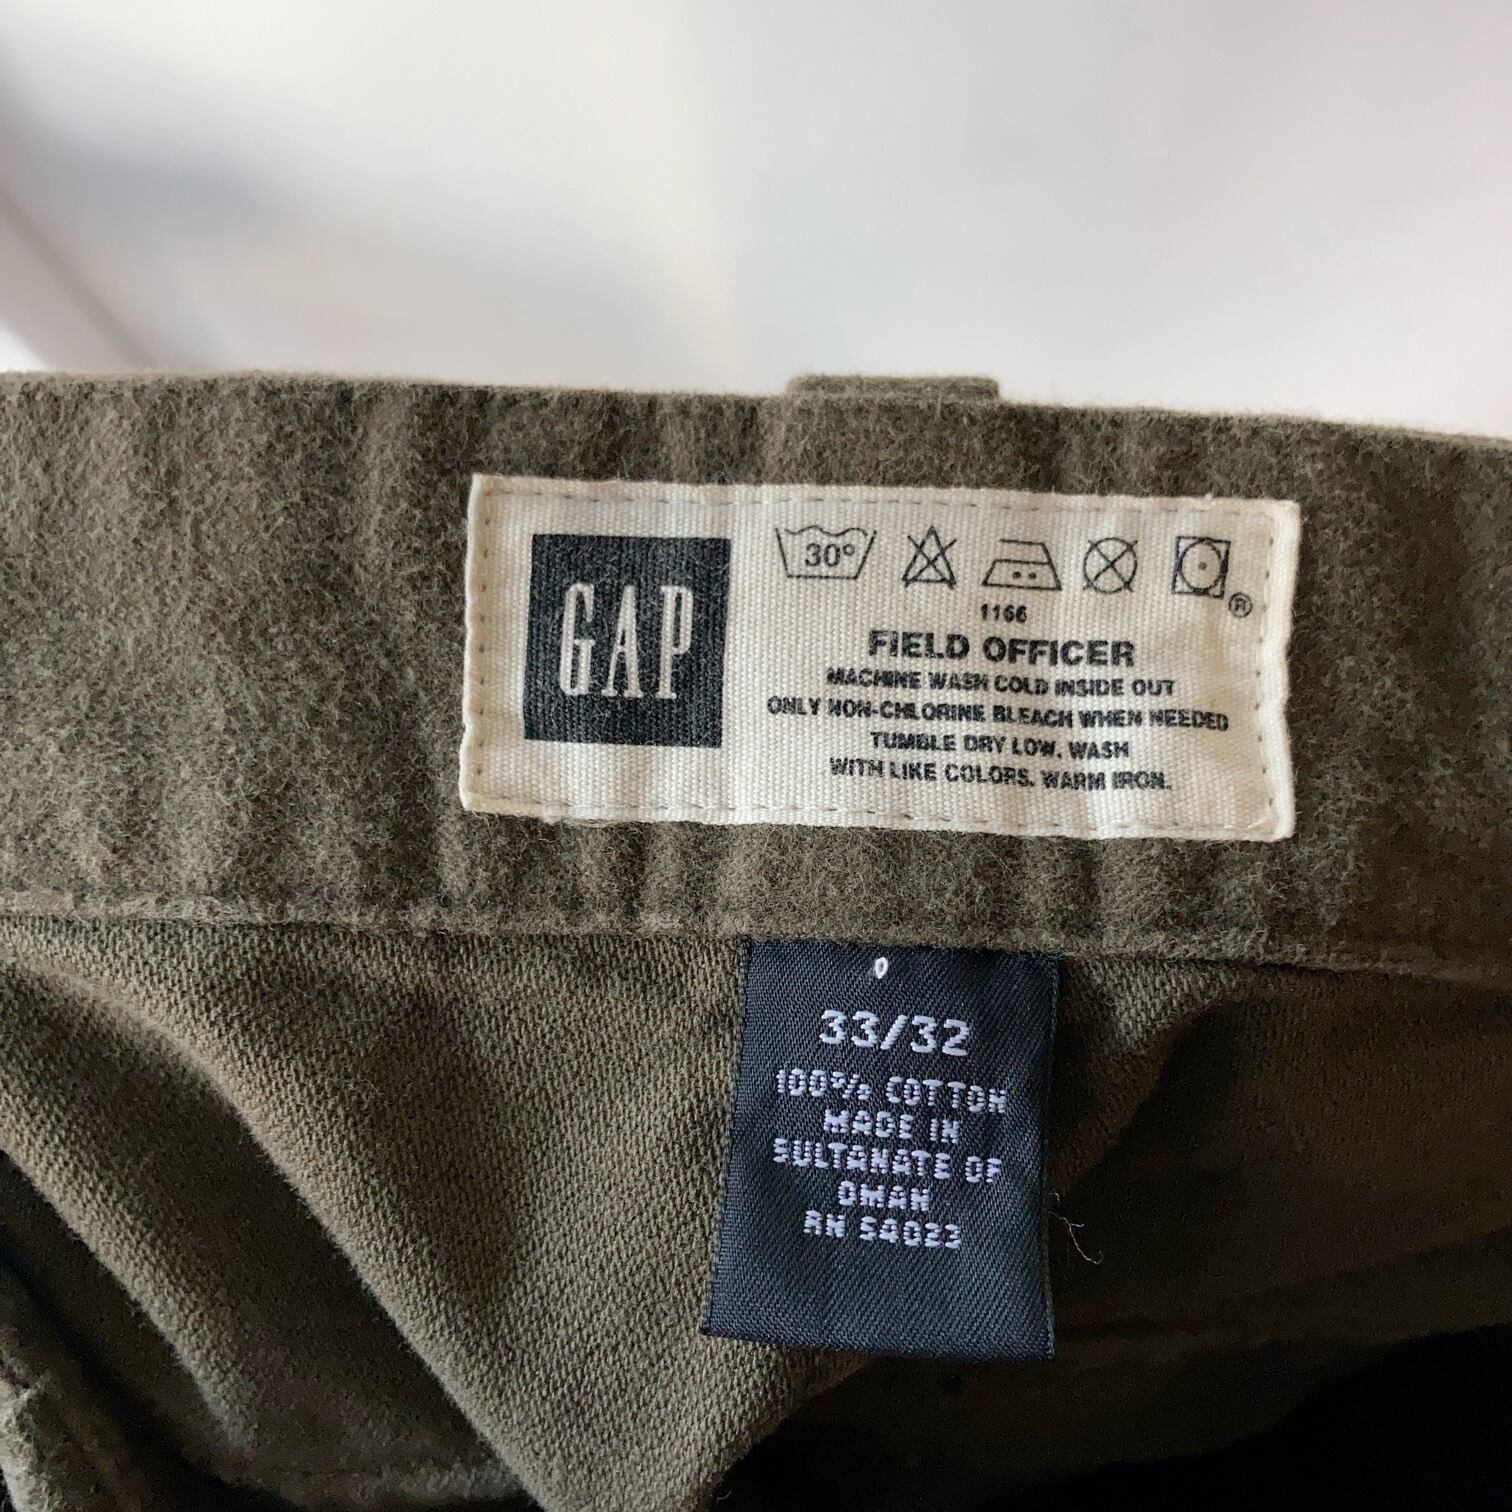 GAP
30°
®
1166
FIELD OFFICER
MACHINE WASH COLD INSIDE OUT
ONLY NON-CHLORINE BLEACH WHEN NEEDED
TUMBLE DRY LOW. WASH
WITH LIKE COLORS. WARM IRON.
0
33/32
100% COTTON
MADE IN
SULTANATE OF
OMAN
RN 54023